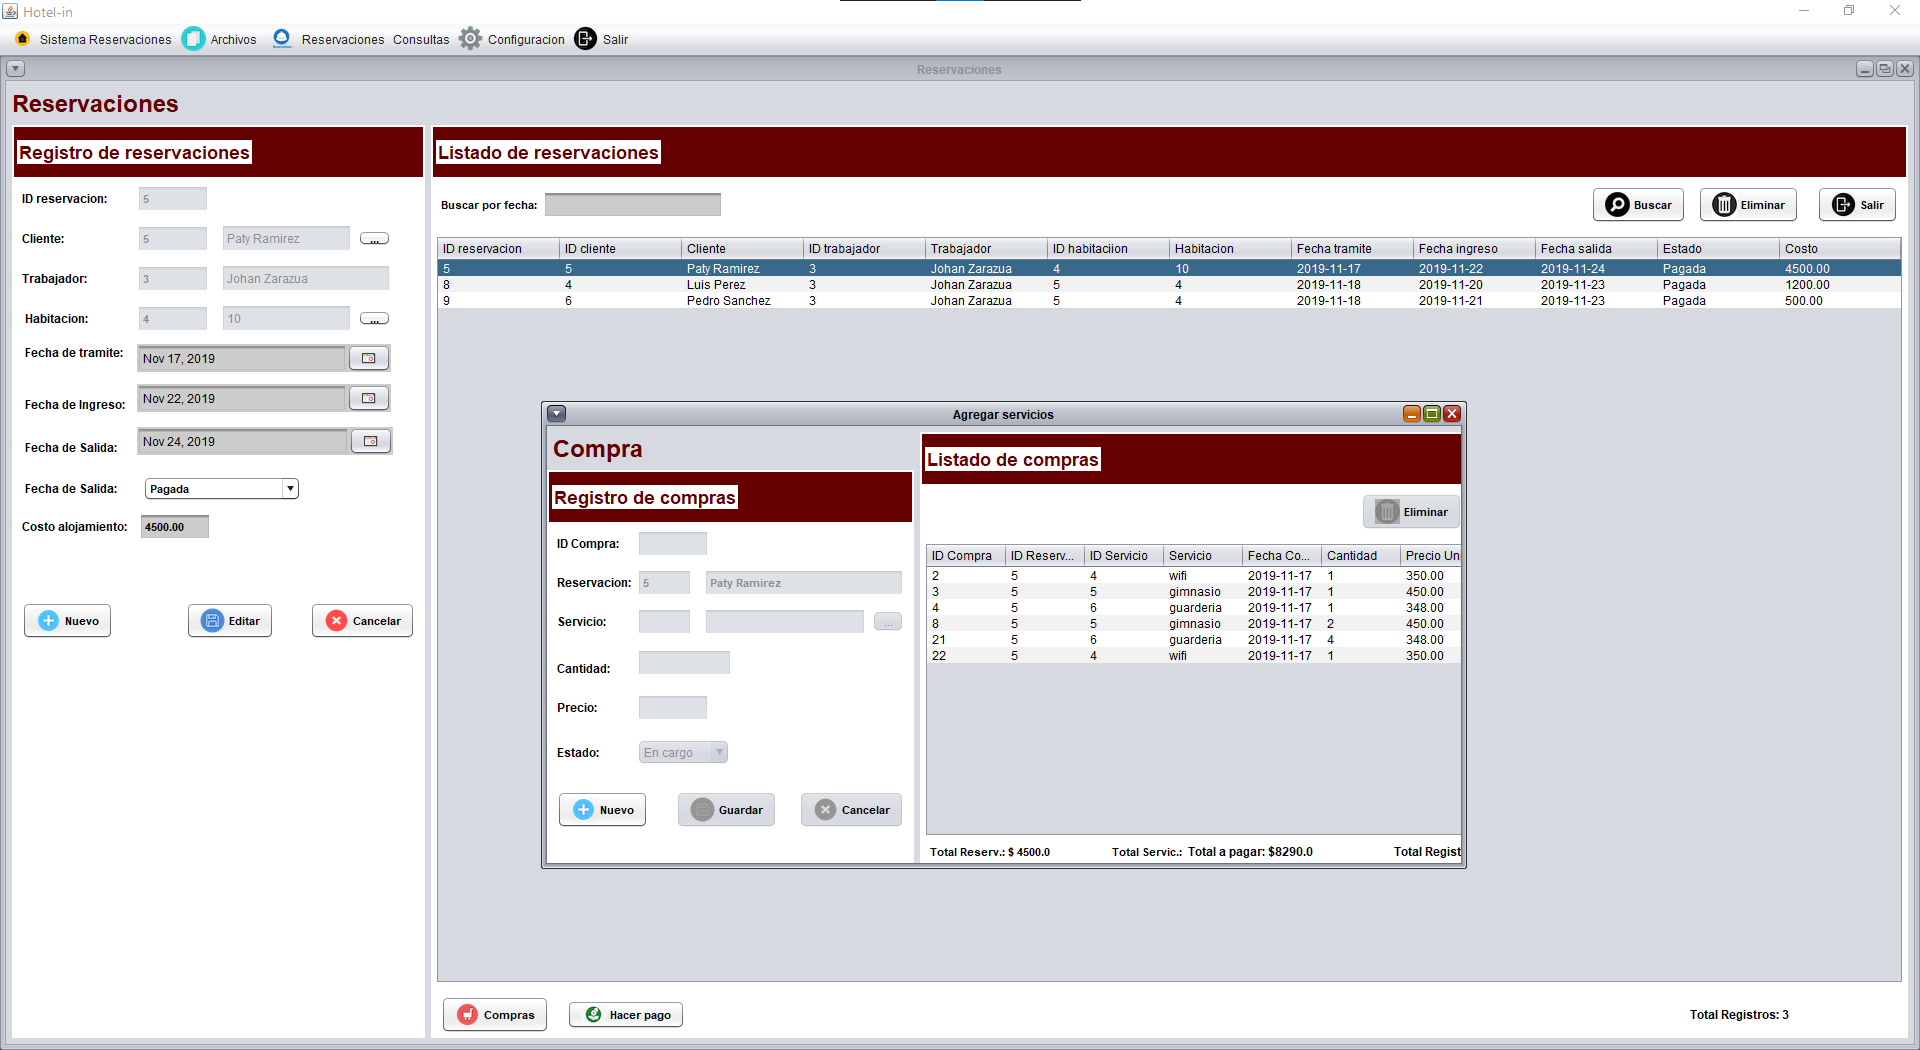 Hotel-in
Sistema Reservaciones Archivos Reservaciones Consultas Configuracion Salir
Reservaciones
Reservaciones
Registro de reservaciones
ID reservacion: 5
Cliente: 5 Paty Ramirez ...
Trabajador: 3 Johan Zarazua
Habitacion: 4 10 ...
Fecha de tramite: Nov 17, 2019
Fecha de Ingreso: Nov 22, 2019
Fecha de Salida: Nov 24, 2019
Fecha de Salida: Pagada
Costo alojamiento: 4500.00
Nuevo Editar Cancelar
Listado de reservaciones
Buscar por fecha: Buscar Eliminar Salir
ID reservacion ID cliente Cliente ID trabajador Trabajador ID habitaciion Habitacion Fecha tramite Fecha ingreso Fecha salida Estado Costo
5 5 Paty Ramirez 3 Johan Zarazua 4 10 2019-11-17 2019-11-22 2019-11-24 Pagada 4500.00
8 4 Luis Perez 3 Johan Zarazua 5 4 2019-11-18 2019-11-20 2019-11-23 Pagada 1200.00
9 6 Pedro Sanchez 3 Johan Zarazua 5 4 2019-11-18 2019-11-21 2019-11-23 Pagada 500.00
Agregar servicios
Compra
Registro de compras
ID Compra:
Reservacion: 5 Paty Ramirez
Servicio: ...
Cantidad:
Precio:
Estado: En cargo
Nuevo Guardar Cancelar
Listado de compras
Eliminar
ID Compra ID Reserv... ID Servicio Servicio Fecha Co... Cantidad Precio Uni
2 5 4 wifi 2019-11-17 1 350.00
3 5 5 gimnasio 2019-11-17 1 450.00
4 5 6 guarderia 2019-11-17 1 348.00
8 5 5 gimnasio 2019-11-17 2 450.00
21 5 6 guarderia 2019-11-17 4 348.00
22 5 4 wifi 2019-11-17 1 350.00
Total Reserv.: $ 4500.0 Total Servic.: Total a pagar: $8290.0 Total Regist
Compras Hacer pago Total Registros: 3